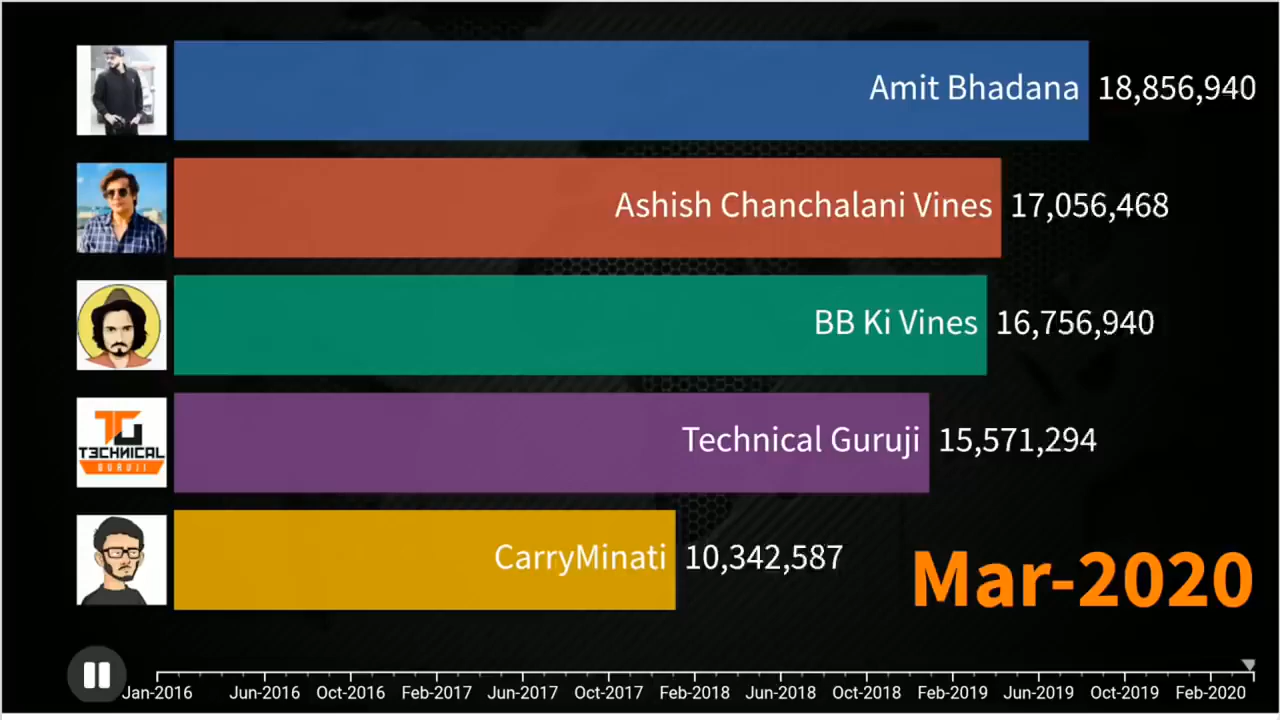 Amit Bhadana 18,856,940
Ashish Chanchalani Vines 17,056,468
BB Ki Vines 16,756,940
Technical Guruji 15,571,294
TG
T3CHNICAL
GURUJI
CarryMinati 10,342,587
Mar-2020
Jan-2016 Jun-2016 Oct-2016 Feb-2017 Jun-2017 Oct-2017 Feb-2018 Jun-2018 Oct-2018 Feb-2019 Jun-2019 Oct-2019 Feb-2020